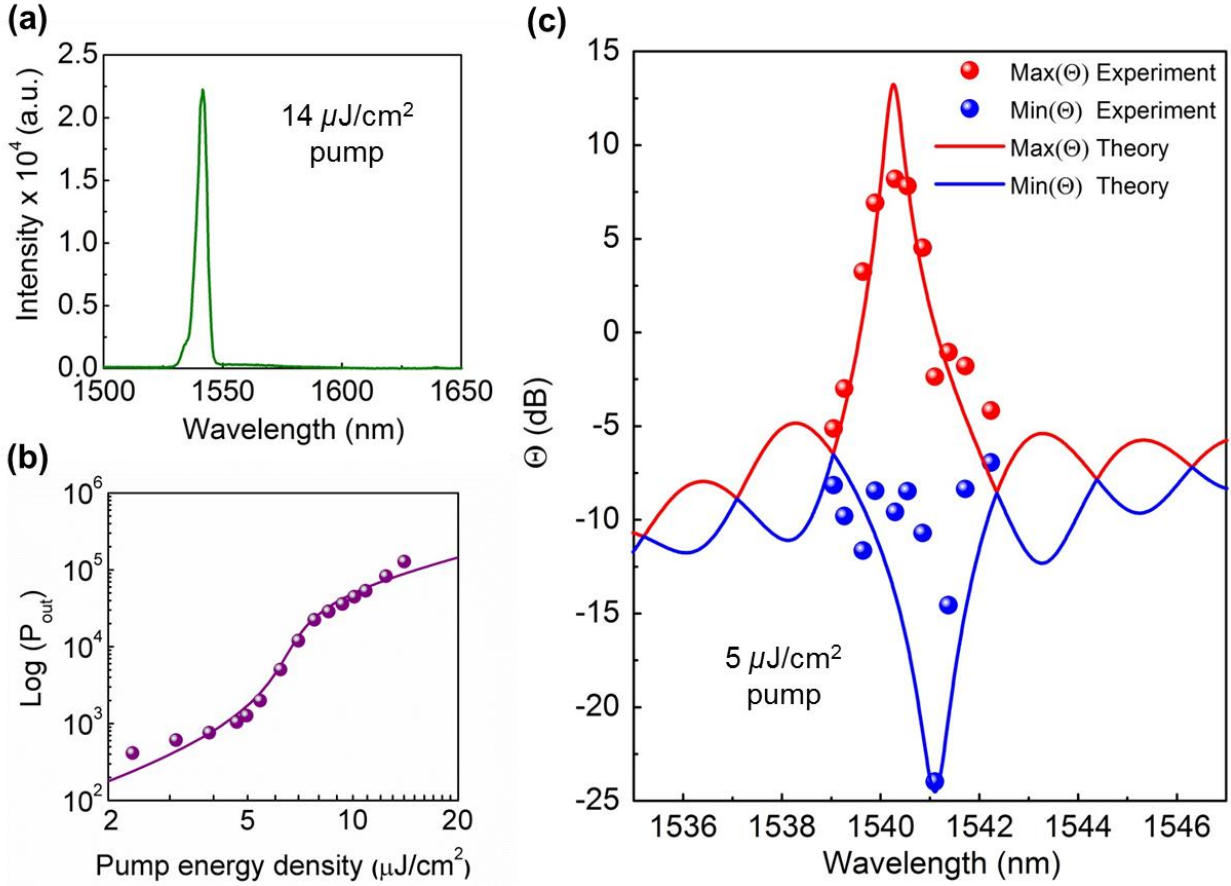 (a)
2.5
2.0
1.5
1.0
0.5
0.0
Intensity x 10⁴ (a.u.)
14 µJ/cm²
pump
1500 1550 1600 1650
Wavelength (nm)
(b)
10⁶
10⁵
10⁴
10³
10²
Log (Pout)
2 5 10 20
Pump energy density (µJ/cm²)
(c)
15
10
5
0
-5
-10
-15
-20
-25
Θ (dB)
Max(Θ) Experiment
Min(Θ) Experiment
Max(Θ) Theory
Min(Θ) Theory
5 µJ/cm²
pump
1536 1538 1540 1542 1544 1546
Wavelength (nm)